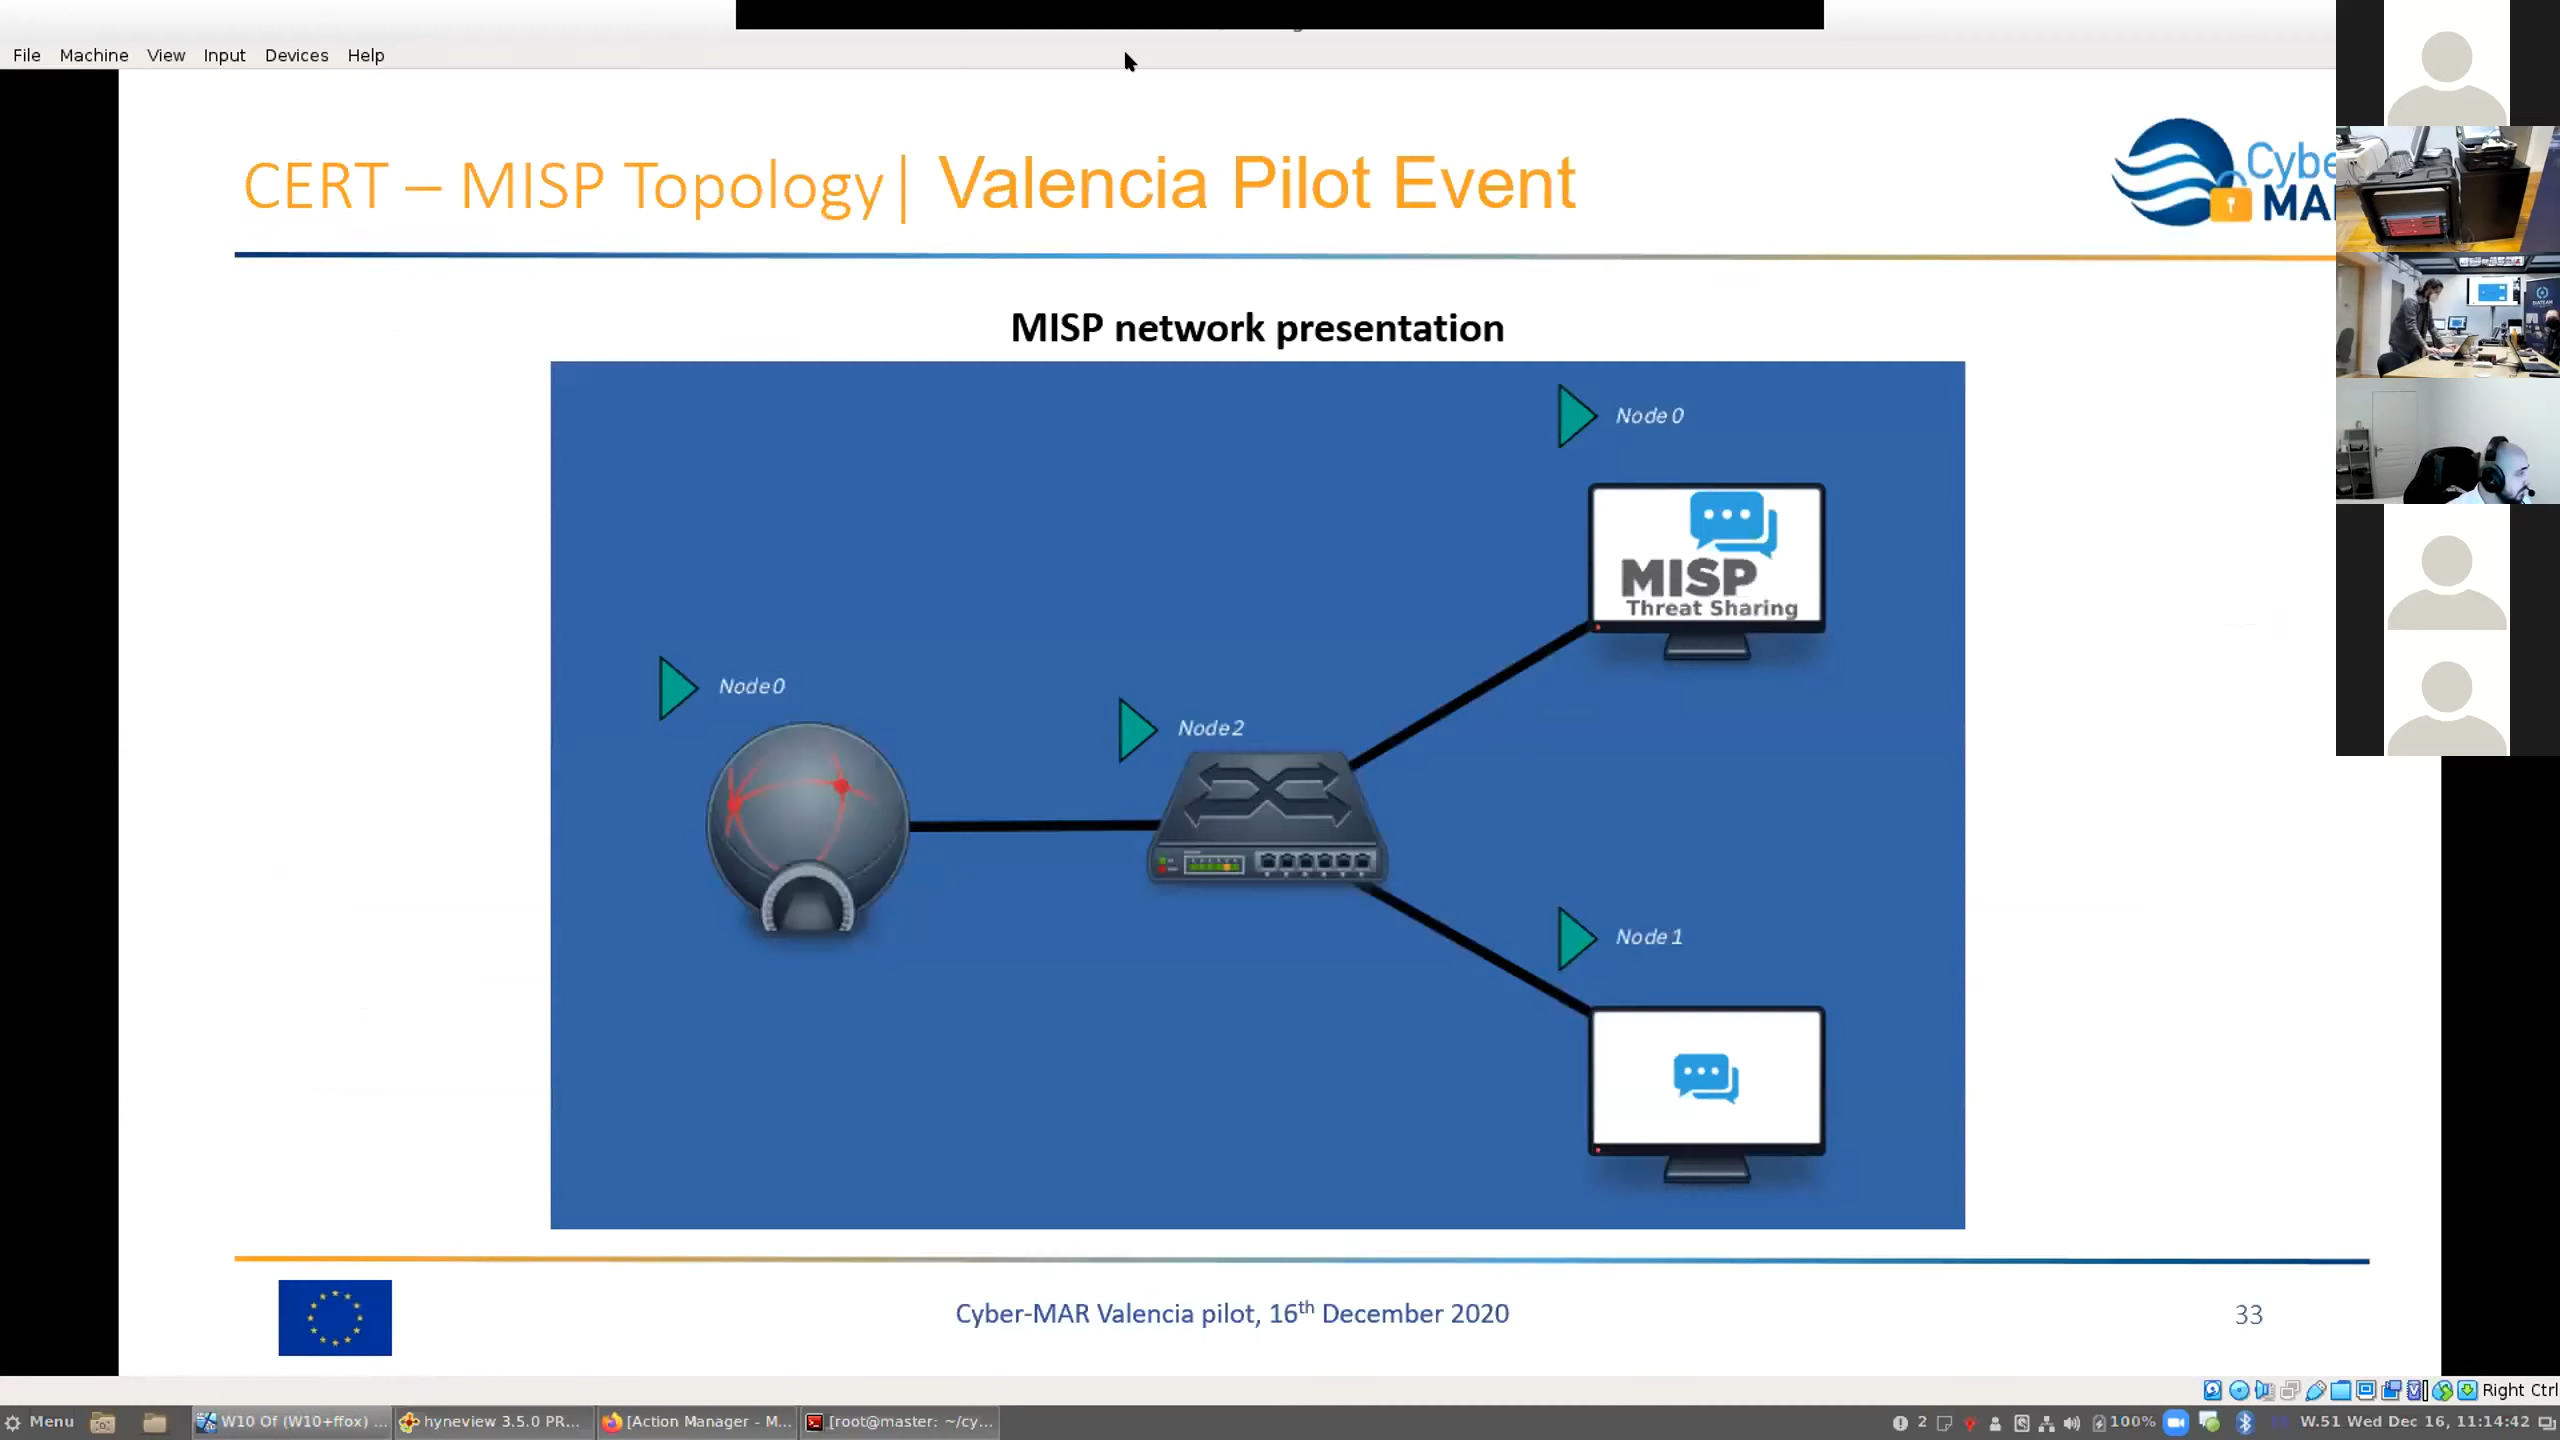 File Machine View Input Devices Help
CERT – MISP Topology| Valencia Pilot Event
Cybe
MAR
MISP network presentation
Node 0
MISP
Threat Sharing
Node 0
Node 2
Node 1
Cyber-MAR Valencia pilot, 16th December 2020
33
Right Ctrl
Menu W10 Of (W10+ffox) ... hyneview 3.5.0 PR... [Action Manager - M... [root@master: ~/cy... 2 100% W.51 Wed Dec 16, 11:14:42